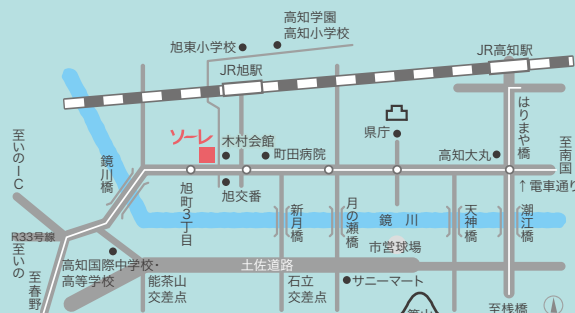 高知学園
高知小学校
旭東小学校
JR高知駅
JR旭駅
はりまや橋
県庁
ソーレ
木村会館
町田病院
高知大丸
至南国
至いのIC
鏡川橋
旭交番
↑電車通り
旭町3丁目
新月橋
月の瀬橋
鏡川
天神橋
潮江橋
R33号線
至いの
市営球場
高知国際中学校・
高等学校
土佐道路
至春野
能茶山
交差点
石立
交差点
サニーマート
至桟橋